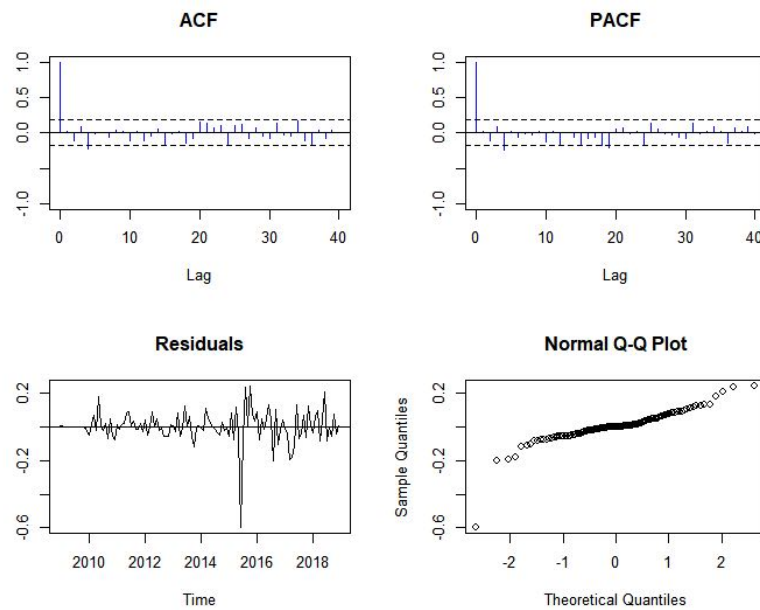 ACF
1.0
0.5
0.0
-1.0
0 10 20 30 40
Lag
PACF
1.0
0.5
0.0
-1.0
0 10 20 30 40
Lag
Residuals
0.2
-0.2
-0.6
2010 2012 2014 2016 2018
Time
Normal Q-Q Plot
Sample Quantiles
0.2
-0.2
-0.6
-2 -1 0 1 2
Theoretical Quantiles